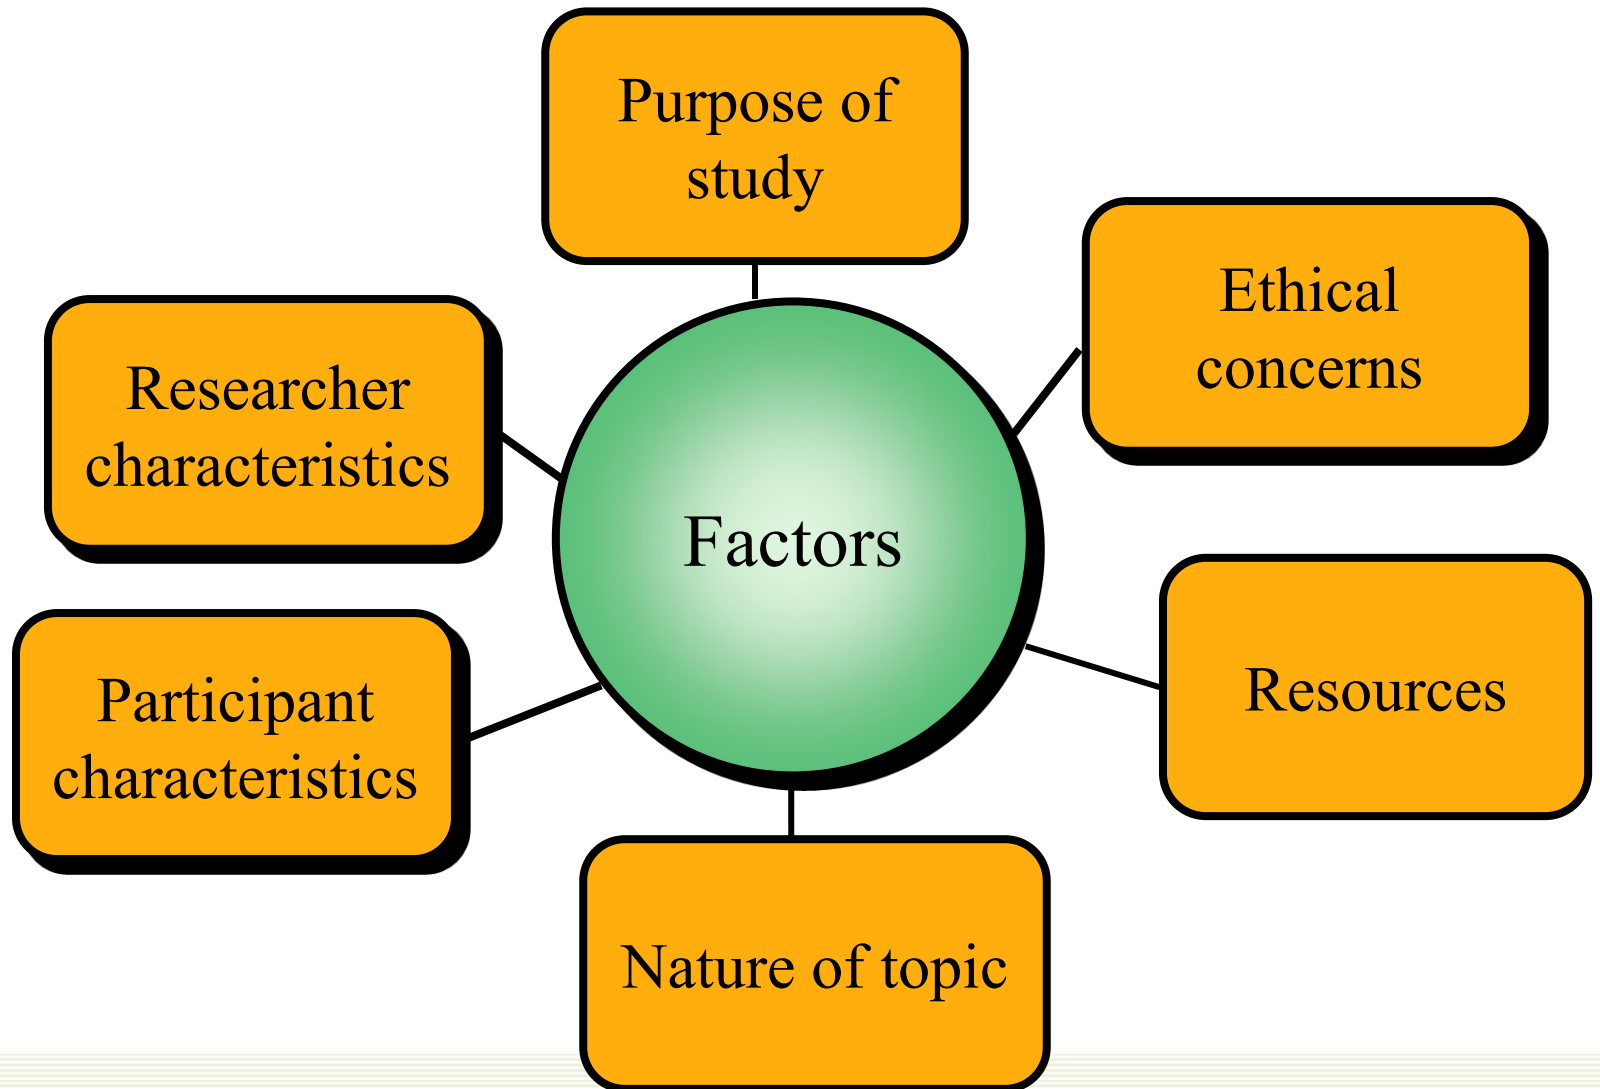 Purpose of
study
Ethical
concerns
Researcher
characteristics
Factors
Participant
characteristics
Resources
Nature of topic